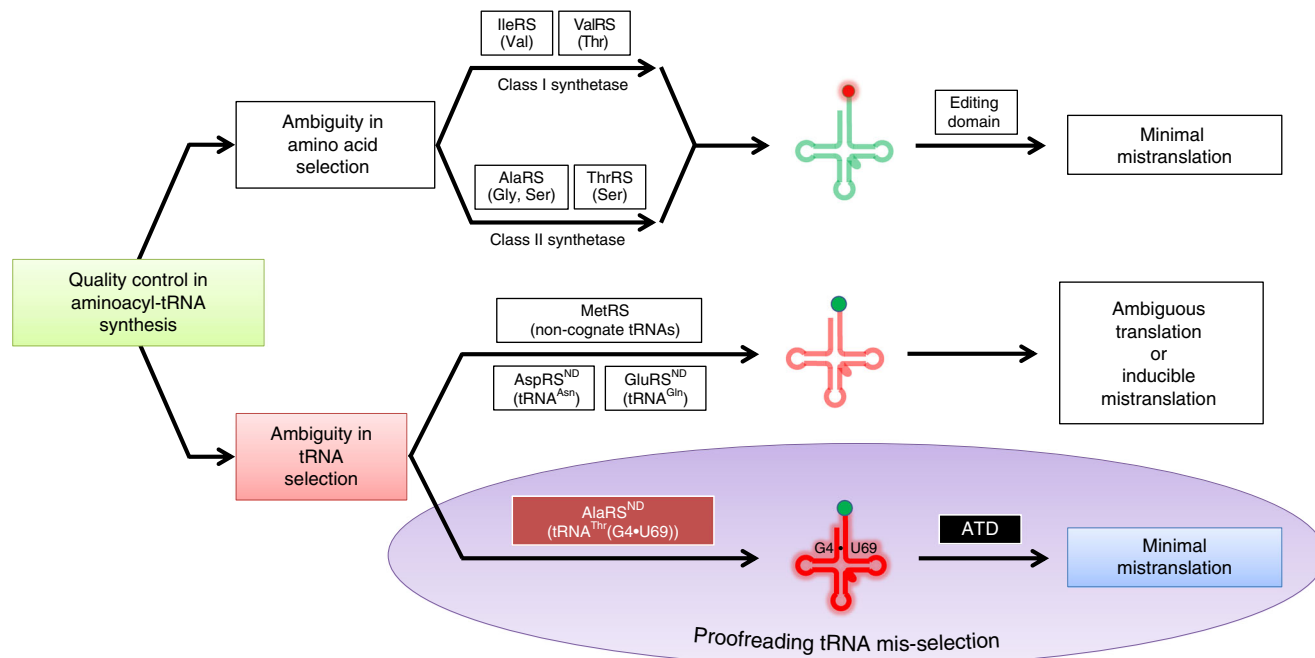 IleRS
(Val)
ValRS
(Thr)
Class I synthetase
Ambiguity in
amino acid
selection
AlaRS
(Gly, Ser)
ThrRS
(Ser)
Class II synthetase
Editing
domain
Minimal
mistranslation
Quality control in
aminoacyl-tRNA
synthesis
MetRS
(non-cognate tRNAs)
AspRS^ND
(tRNA^Asn)
GluRS^ND
(tRNA^Gln)
Ambiguous
translation
or
inducible
mistranslation
Ambiguity in
tRNA
selection
AlaRS^ND
(tRNA^Thr(G4•U69))
G4 • U69
ATD
Minimal
mistranslation
Proofreading tRNA mis-selection